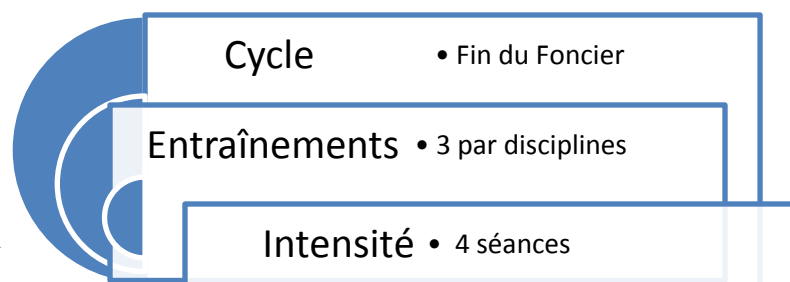 Cycle • Fin du Foncier
Entraînements • 3 par disciplines
Intensité • 4 séances